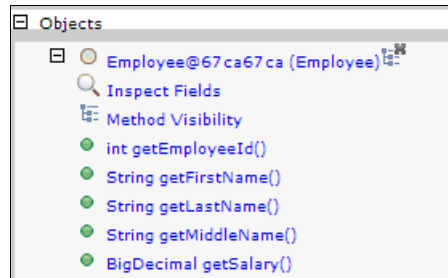 Objects
Employee@67ca67ca (Employee)
Inspect Fields
Method Visibility
int getEmployeeId()
String getFirstName()
String getLastName()
String getMiddleName()
BigDecimal getSalary()